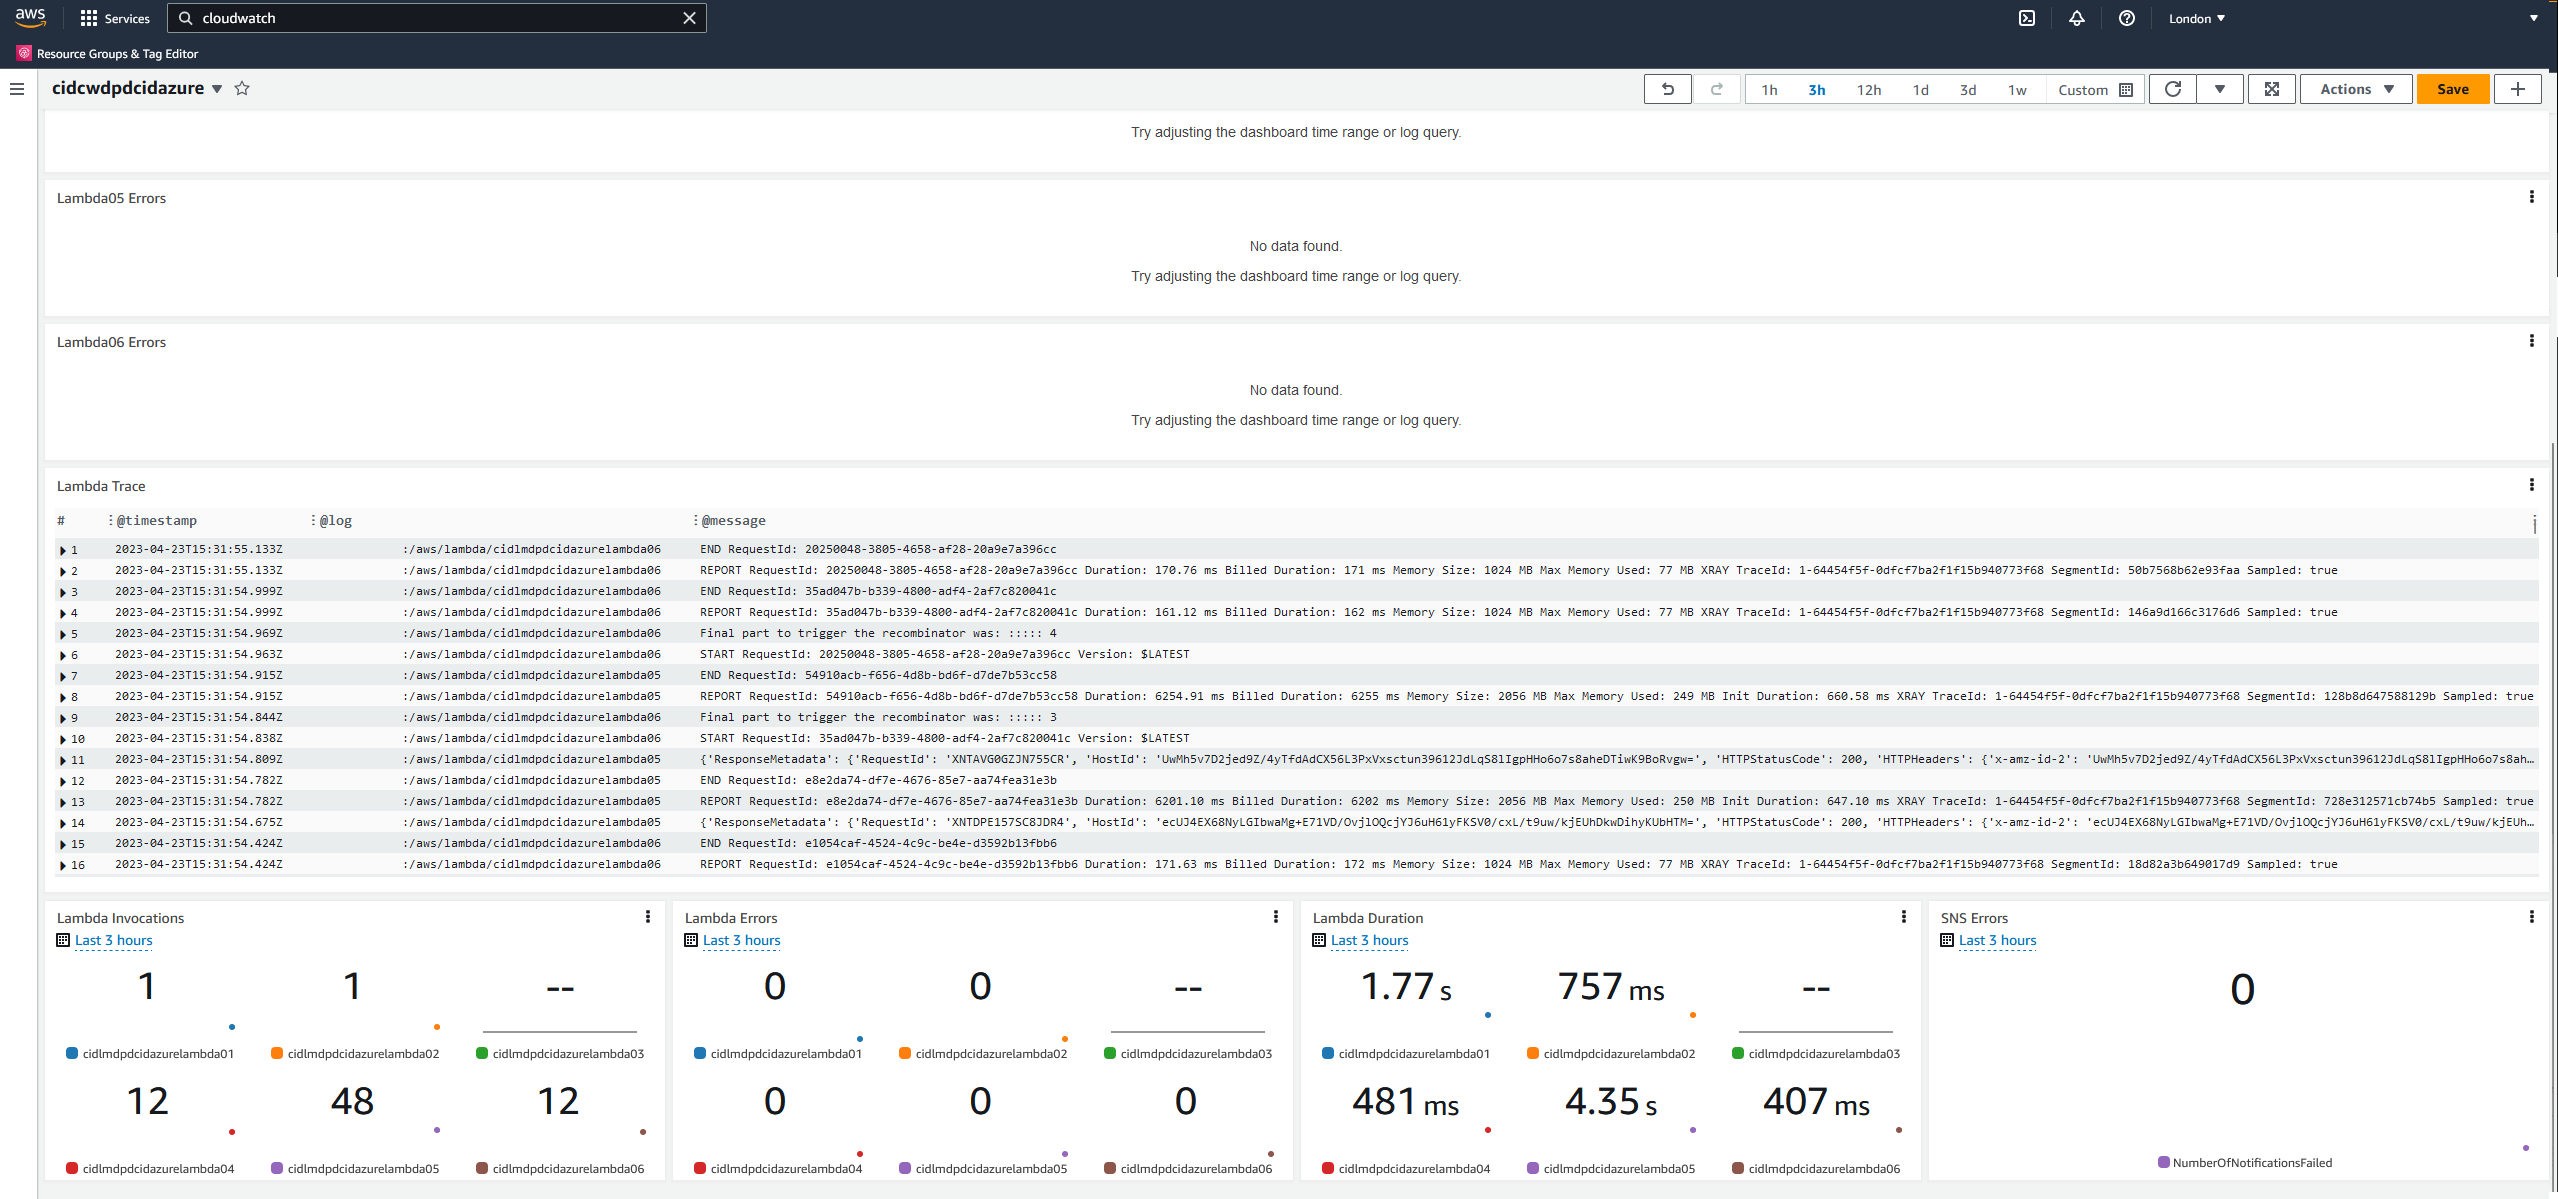 aws Services cloudwatch London
Resource Groups & Tag Editor
cidcwdpdcidazure 1h 3h 12h 1d 3d 1w Custom Actions Save
Try adjusting the dashboard time range or log query.
Lambda05 Errors
No data found.
Try adjusting the dashboard time range or log query.
Lambda06 Errors
No data found.
Try adjusting the dashboard time range or log query.
Lambda Trace
# @timestamp @log @message
1 2023-04-23T15:31:55.133Z :/aws/lambda/cidlmdpdcidazurelambda06 END RequestId: 20250048-3805-4658-af28-20a9e7a396cc
2 2023-04-23T15:31:55.133Z :/aws/lambda/cidlmdpdcidazurelambda06 REPORT RequestId: 20250048-3805-4658-af28-20a9e7a396cc Duration: 170.76 ms Billed Duration: 171 ms Memory Size: 1024 MB Max Memory Used: 77 MB XRAY TraceId: 1-64454f5f-0dfcf7ba2f1f15b940773f68 SegmentId: 50b7568b62e93faa Sampled: true
3 2023-04-23T15:31:54.999Z :/aws/lambda/cidlmdpdcidazurelambda06 END RequestId: 35ad047b-b339-4800-adf4-2af7c820041c
4 2023-04-23T15:31:54.999Z :/aws/lambda/cidlmdpdcidazurelambda06 REPORT RequestId: 35ad047b-b339-4800-adf4-2af7c820041c Duration: 161.12 ms Billed Duration: 162 ms Memory Size: 1024 MB Max Memory Used: 77 MB XRAY TraceId: 1-64454f5f-0dfcf7ba2f1f15b940773f68 SegmentId: 146a9d166c3176d6 Sampled: true
5 2023-04-23T15:31:54.969Z :/aws/lambda/cidlmdpdcidazurelambda06 Final part to trigger the recombinator was: ::::: 4
6 2023-04-23T15:31:54.963Z :/aws/lambda/cidlmdpdcidazurelambda06 START RequestId: 20250048-3805-4658-af28-20a9e7a396cc Version: $LATEST
7 2023-04-23T15:31:54.915Z :/aws/lambda/cidlmdpdcidazurelambda05 END RequestId: 54910acb-f656-4d8b-bd6f-d7de7b53cc58
8 2023-04-23T15:31:54.915Z :/aws/lambda/cidlmdpdcidazurelambda05 REPORT RequestId: 54910acb-f656-4d8b-bd6f-d7de7b53cc58 Duration: 6254.91 ms Billed Duration: 6255 ms Memory Size: 2056 MB Max Memory Used: 249 MB Init Duration: 660.58 ms XRAY TraceId: 1-64454f5f-0dfcf7ba2f1f15b940773f68 SegmentId: 128b8d647588129b Sampled: true
9 2023-04-23T15:31:54.844Z :/aws/lambda/cidlmdpdcidazurelambda06 Final part to trigger the recombinator was: ::::: 3
10 2023-04-23T15:31:54.838Z :/aws/lambda/cidlmdpdcidazurelambda06 START RequestId: 35ad047b-b339-4800-adf4-2af7c820041c Version: $LATEST
11 2023-04-23T15:31:54.809Z :/aws/lambda/cidlmdpdcidazurelambda05 {'ResponseMetadata': {'RequestId': 'XNTAVG0GZJN755CR', 'HostId': 'UwMh5v7D2jed9Z/4yTfdAdCX56L3PxVxsctun39612JdLqS8lIgpHHo6o7s8aheDTiwK9BoRvgw=', 'HTTPStatusCode': 200, 'HTTPHeaders': {'x-amz-id-2': 'UwMh5v7D2jed9Z/4yTfdAdCX56L3PxVxsctun39612JdLqS8lIgpHHo6o7s8ah...
12 2023-04-23T15:31:54.782Z :/aws/lambda/cidlmdpdcidazurelambda05 END RequestId: e8e2da74-df7e-4676-85e7-aa74fea31e3b
13 2023-04-23T15:31:54.782Z :/aws/lambda/cidlmdpdcidazurelambda05 REPORT RequestId: e8e2da74-df7e-4676-85e7-aa74fea31e3b Duration: 6201.10 ms Billed Duration: 6202 ms Memory Size: 2056 MB Max Memory Used: 250 MB Init Duration: 647.10 ms XRAY TraceId: 1-64454f5f-0dfcf7ba2f1f15b940773f68 SegmentId: 728e312571cb74b5 Sampled: true
14 2023-04-23T15:31:54.675Z :/aws/lambda/cidlmdpdcidazurelambda05 {'ResponseMetadata': {'RequestId': 'XNTDPE157SC8JDR4', 'HostId': 'ecUJ4EX68NyLGIbwaMg+E71VD/OvjlOQcjYJ6uH61yFKSV0/cxL/t9uw/kjEUhDkwDihyKUbHTM=', 'HTTPStatusCode': 200, 'HTTPHeaders': {'x-amz-id-2': 'ecUJ4EX68NyLGIbwaMg+E71VD/OvjlOQcjYJ6uH61yFKSV0/cxL/t9uw/kjEUh...
15 2023-04-23T15:31:54.424Z :/aws/lambda/cidlmdpdcidazurelambda06 END RequestId: e1054caf-4524-4c9c-be4e-d3592b13fbb6
16 2023-04-23T15:31:54.424Z :/aws/lambda/cidlmdpdcidazurelambda06 REPORT RequestId: e1054caf-4524-4c9c-be4e-d3592b13fbb6 Duration: 171.63 ms Billed Duration: 172 ms Memory Size: 1024 MB Max Memory Used: 77 MB XRAY TraceId: 1-64454f5f-0dfcf7ba2f1f15b940773f68 SegmentId: 18d82a3b649017d9 Sampled: true
Lambda Invocations
Last 3 hours
1 1 --
cidlmdpdcidazurelambda01 cidlmdpdcidazurelambda02 cidlmdpdcidazurelambda03
12 48 12
cidlmdpdcidazurelambda04 cidlmdpdcidazurelambda05 cidlmdpdcidazurelambda06
Lambda Errors
Last 3 hours
0 0 --
cidlmdpdcidazurelambda01 cidlmdpdcidazurelambda02 cidlmdpdcidazurelambda03
0 0 0
cidlmdpdcidazurelambda04 cidlmdpdcidazurelambda05 cidlmdpdcidazurelambda06
Lambda Duration
Last 3 hours
1.77 s 757 ms --
cidlmdpdcidazurelambda01 cidlmdpdcidazurelambda02 cidlmdpdcidazurelambda03
481 ms 4.35 s 407 ms
cidlmdpdcidazurelambda04 cidlmdpdcidazurelambda05 cidlmdpdcidazurelambda06
SNS Errors
Last 3 hours
0
NumberOfNotificationsFailed